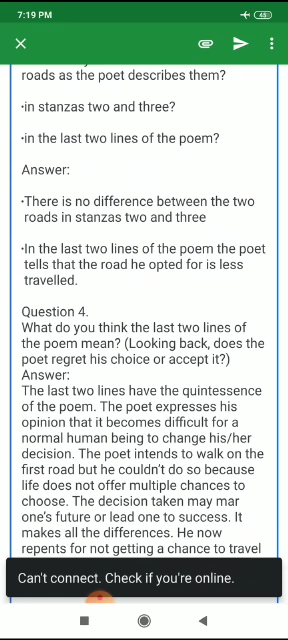 7:19 PM
45
roads as the poet describes them?
·in stanzas two and three?
·in the last two lines of the poem?
Answer:
·There is no difference between the two
roads in stanzas two and three
·In the last two lines of the poem the poet
tells that the road he opted for is less
travelled.
Question 4.
What do you think the last two lines of
the poem mean? (Looking back, does the
poet regret his choice or accept it?)
Answer:
The last two lines have the quintessence
of the poem. The poet expresses his
opinion that it becomes difficult for a
normal human being to change his/her
decision. The poet intends to walk on the
first road but he couldn't do so because
life does not offer multiple chances to
choose. The decision taken may mar
one's future or lead one to success. It
makes all the differences. He now
repents for not getting a chance to travel
Can't connect. Check if you're online.